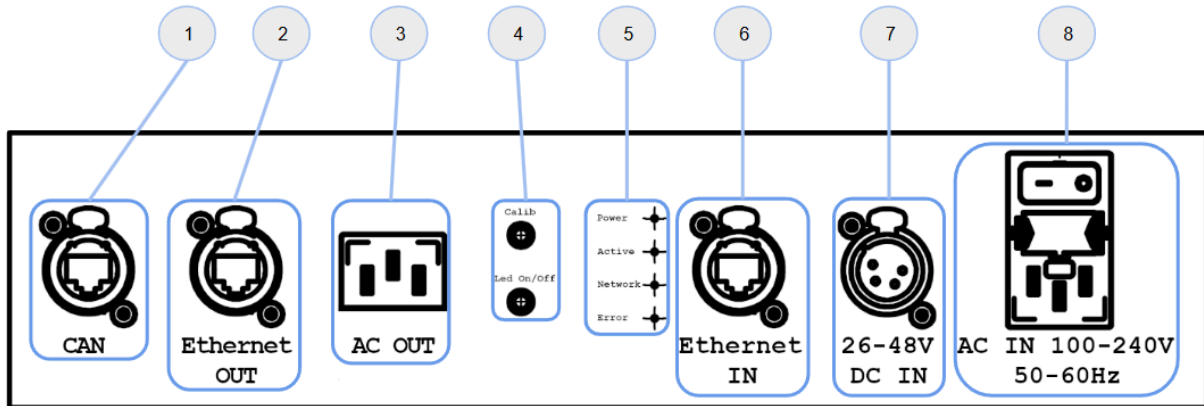 1 2 3 4 5 6 7 8
Calib
Led On/Off
Power
Active
Network
Error
CAN
Ethernet
OUT
AC OUT
Ethernet
IN
26-48V
DC IN
AC IN 100-240V
50-60Hz